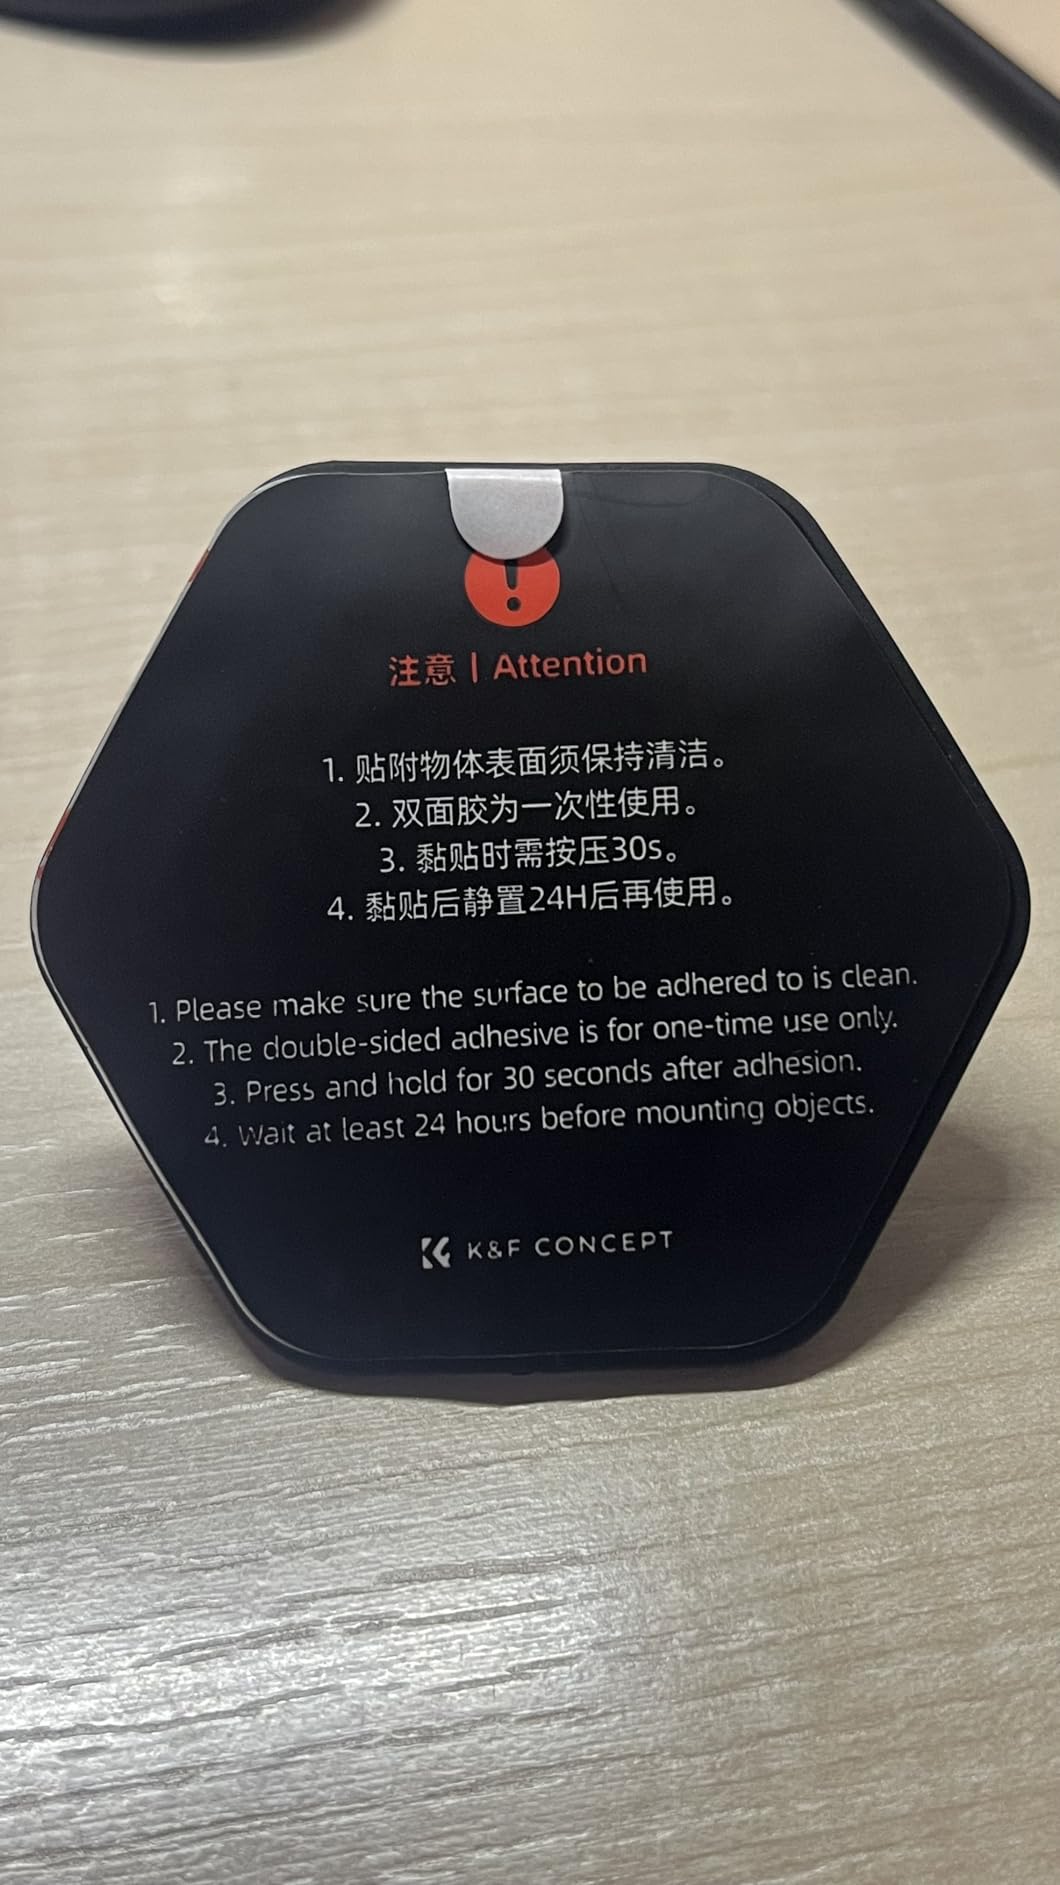 注意 | Attention
1. 贴附物体表面须保持清洁。
2. 双面胶为一次性使用。
3. 黏贴时需按压30s。
4. 黏贴后静置24H后再使用。
1. Please make sure the surface to be adhered to is clean.
2. The double-sided adhesive is for one-time use only.
3. Press and hold for 30 seconds after adhesion.
4. Wait at least 24 hours before mounting objects.
K&F CONCEPT